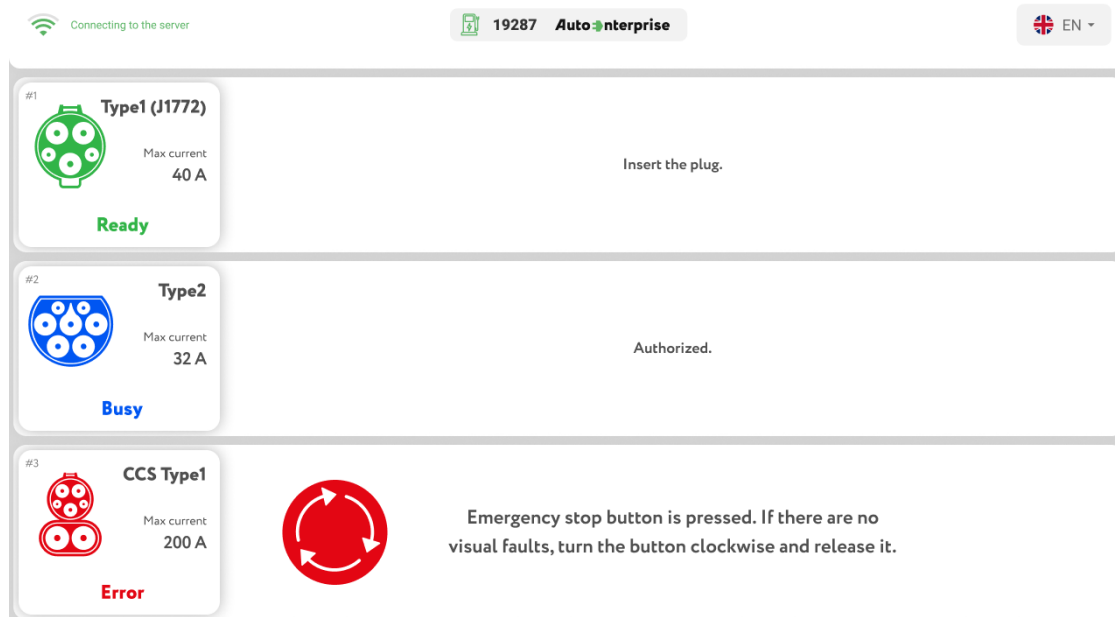 Connecting to the server
19287 Auto nterprise
EN
#1
Type1 (J1772)
Max current
40 A
Ready
Insert the plug.
#2
Type2
Max current
32 A
Busy
Authorized.
#3
CCS Type1
Max current
200 A
Error
Emergency stop button is pressed. If there are no
visual faults, turn the button clockwise and release it.